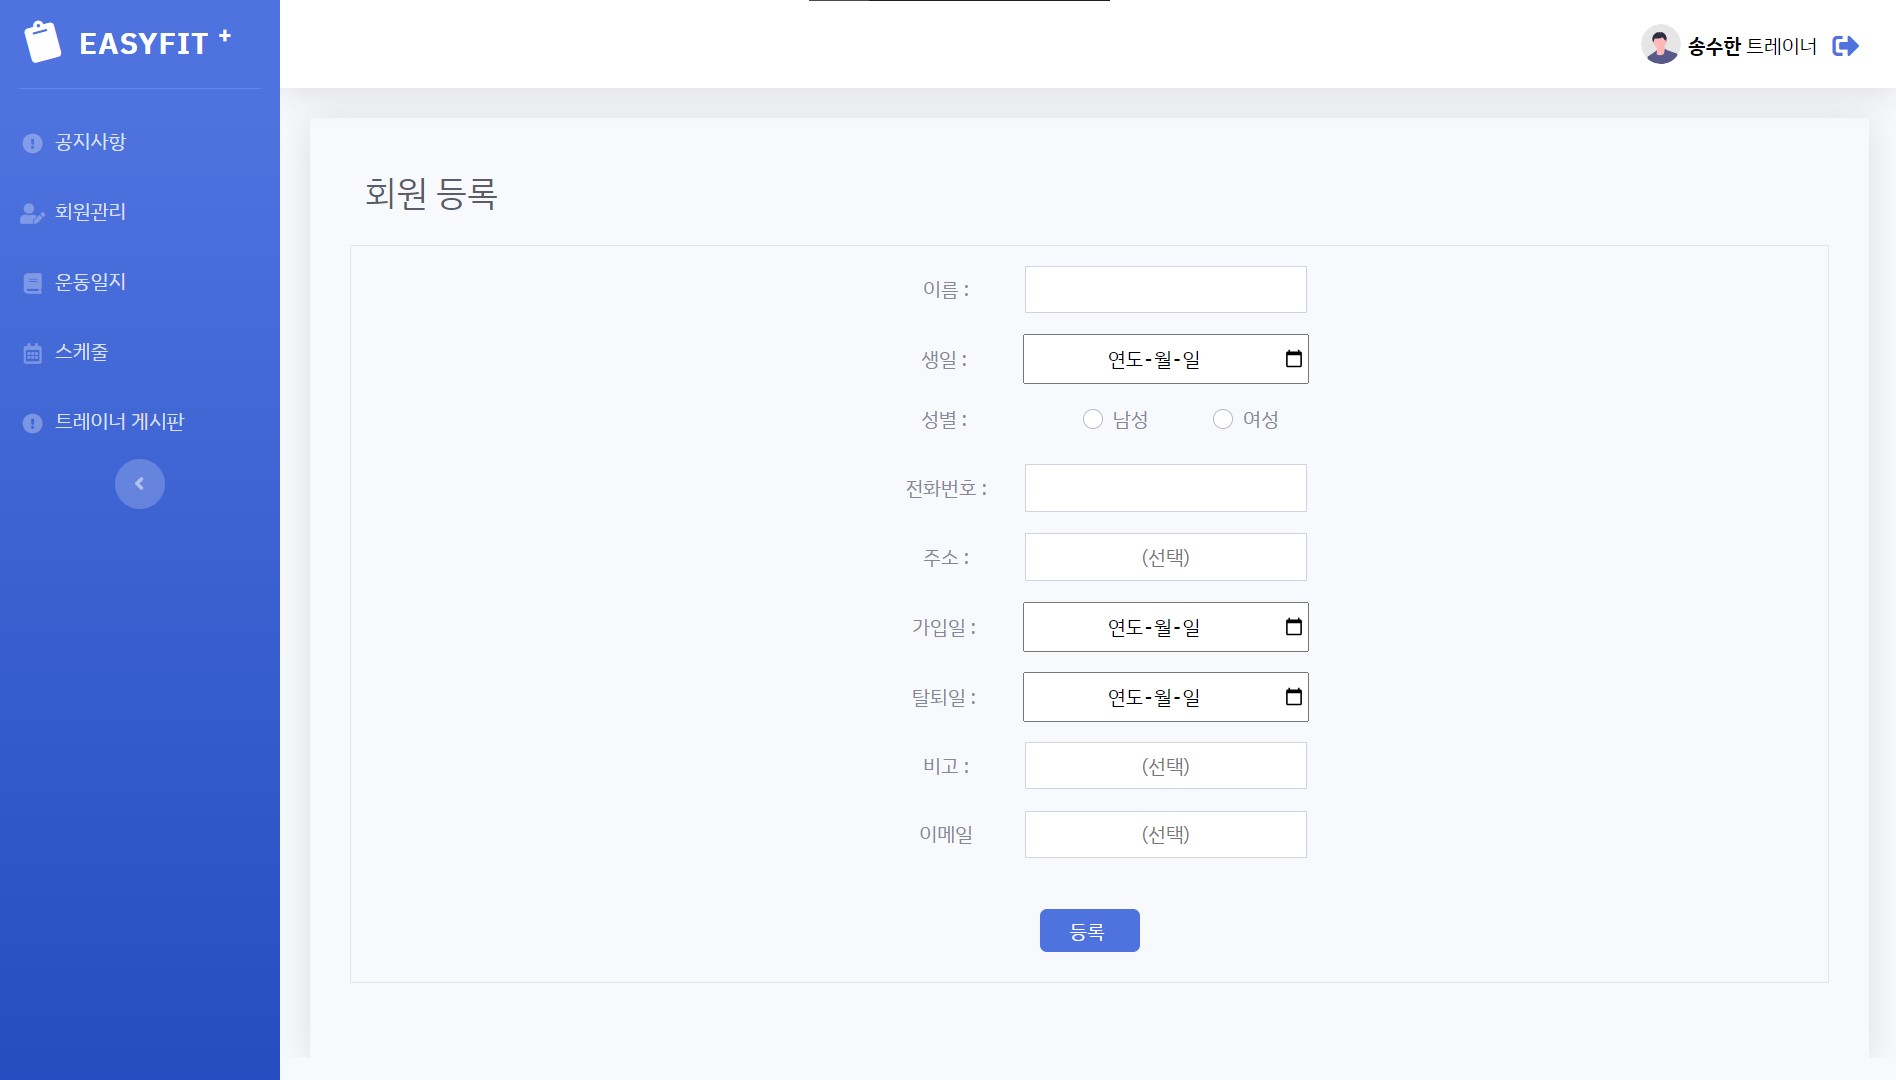 EASYFIT +
송수한 트레이너
공지사항
회원관리
운동일지
스케줄
트레이너 게시판
회원 등록
이름 :
생일 : 연도-월-일
성별 : 남성 여성
전화번호 :
주소 : (선택)
가입일 : 연도-월-일
탈퇴일 : 연도-월-일
비고 : (선택)
이메일 (선택)
등록